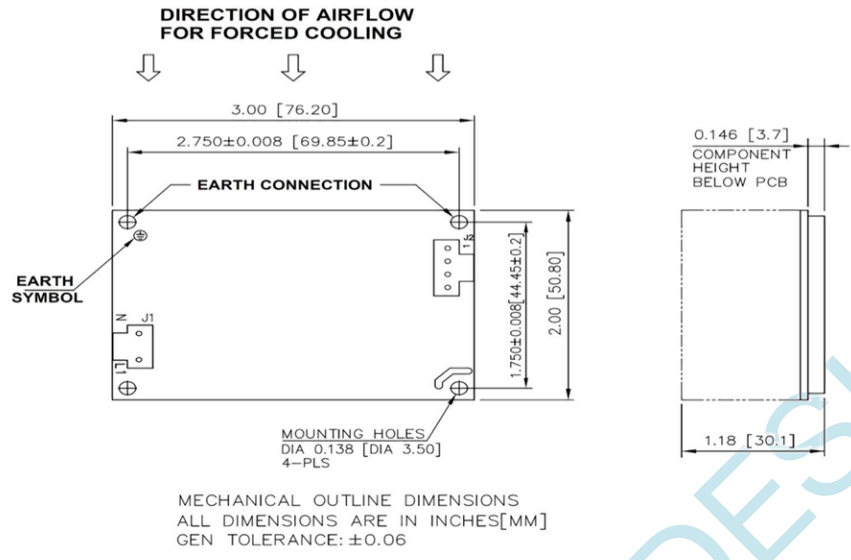 DIRECTION OF AIRFLOW
FOR FORCED COOLING
3.00 [76.20]
2.750±0.008 [69.85±0.2]
0.146 [3.7]
COMPONENT
HEIGHT
BELOW PCB
EARTH CONNECTION
J2
1
EARTH
SYMBOL
1.750±0.008[44.45±0.2]
2.00 [50.80]
N
J1
L1
MOUNTING HOLES
DIA 0.138 [DIA 3.50]
4-PLS
1.18 [30.1]
MECHANICAL OUTLINE DIMENSIONS
ALL DIMENSIONS ARE IN INCHES[MM]
GEN TOLERANCE: ±0.06
DESI